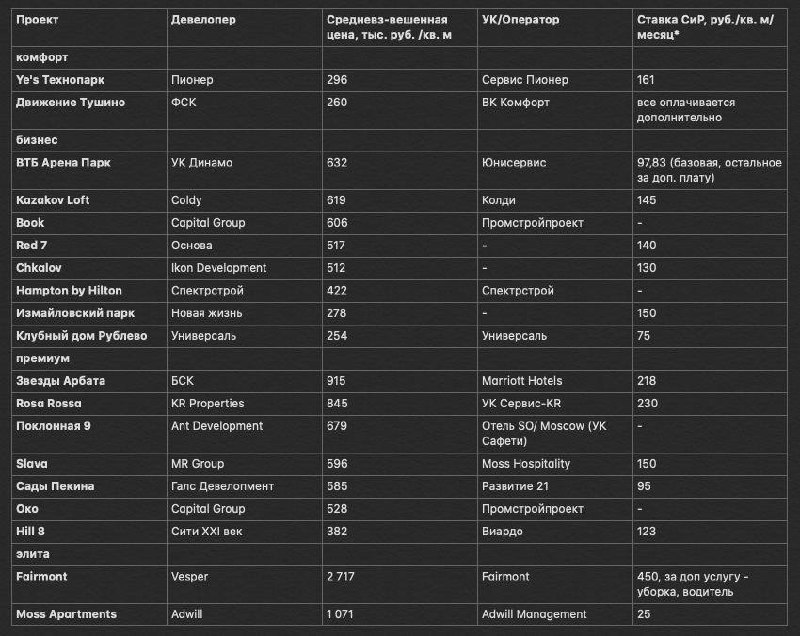 Проект Девелопер Средневз-вешенная цена, тыс. руб. /кв. м УК/Оператор Ставка СиР, руб./кв. м/месяц*
комфорт
Ye's Технопарк Пионер 296 Сервис Пионер 161
Движение Тушино ФСК 260 ВК Комфорт все оплачивается дополнительно
бизнес
ВТБ Арена Парк УК Динамо 632 Юнисервис 97,83 (базовая, остальное за доп. плату)
Kazakov Loft Coldy 619 Колди 145
Book Capital Group 606 Промстройпроект -
Red 7 Основа 517 - 140
Chkalov Ikon Development 512 - 130
Hampton by Hilton Спектрстрой 422 Спектрстрой -
Измайловский парк Новая жизнь 278 - 150
Клубный дом Рублево Универсаль 254 Универсаль 75
премиум
Звезды Арбата БСК 915 Marriott Hotels 218
Rosa Rossa KR Properties 845 УК Сервис-KR 230
Поклонная 9 Ant Development 679 Отель SO/ Moscow (УК Сафети) -
Slava MR Group 596 Moss Hospitality 150
Сады Пекина Галс Девелопмент 585 Развитие 21 95
Око Capital Group 528 Промстройпроект -
Hill 8 Сити XXI век 382 Виардо 123
элита
Fairmont Vesper 2 717 Fairmont 450, за доп услугу - уборка, водитель
Moss Apartments Adwill 1 071 Adwill Management 25